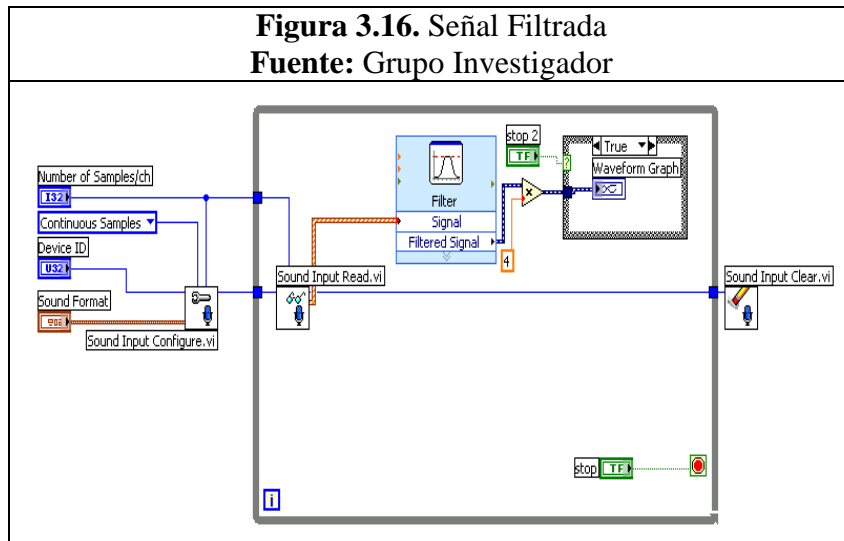 Figura 3.16. Señal Filtrada
Fuente: Grupo Investigador
stop 2
TF
?
True
Waveform Graph
Number of Samples/ch
I32
Continuous Samples
Device ID
U32
Sound Format
Sound Input Configure.vi
Sound Input Read.vi
Filter
Signal
Filtered Signal
x
4
Sound Input Clear.vi
stop
TF
i